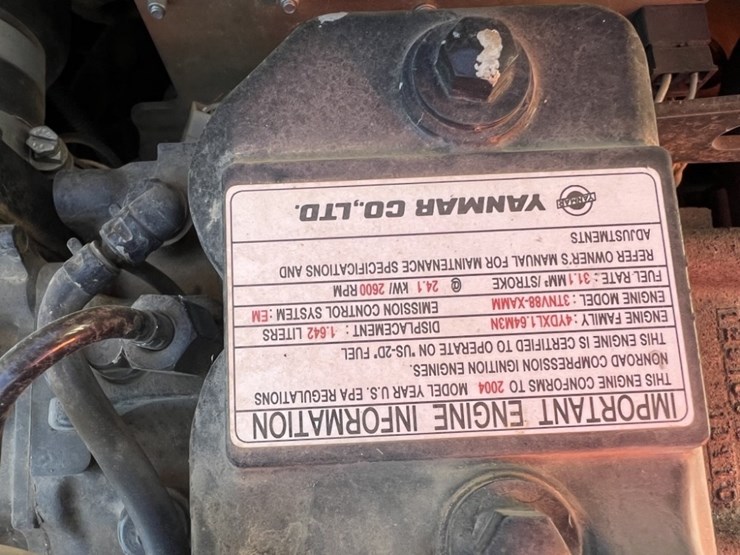 IMPORTANT ENGINE INFORMATION
THIS ENGINE CONFORMS TO 2004 MODEL YEAR U.S. EPA REGULATIONS
NONROAD COMPRESSION IGNITION ENGINES.
THIS ENGINE IS CERTIFIED TO OPERATE ON "US-2D" FUEL
ENGINE FAMILY : 4YDXL1.64M3N DISPLACEMENT : 1.642 LITERS
ENGINE MODEL : 3TNV88-XAMM EMISSION CONTROL SYSTEM : EM
FUEL RATE : 31.1 MM³/STROKE @ 24.1 KW/ 2600 RPM
REFER OWNER'S MANUAL FOR MAINTENANCE SPECIFICATIONS AND
ADJUSTMENTS
YANMAR YANMAR CO.,LTD.